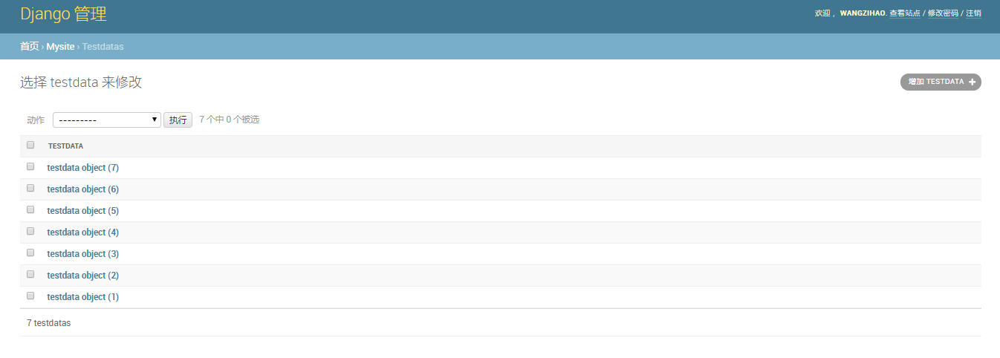 Django 管理
欢迎， WANGZIHAO. 查看站点 / 修改密码 / 注销
首页 › Mysite › Testdatas
选择 testdata 来修改
增加 TESTDATA +
动作 --------- 执行 7 个中 0 个被选
TESTDATA
testdata object (7)
testdata object (6)
testdata object (5)
testdata object (4)
testdata object (3)
testdata object (2)
testdata object (1)
7 testdatas